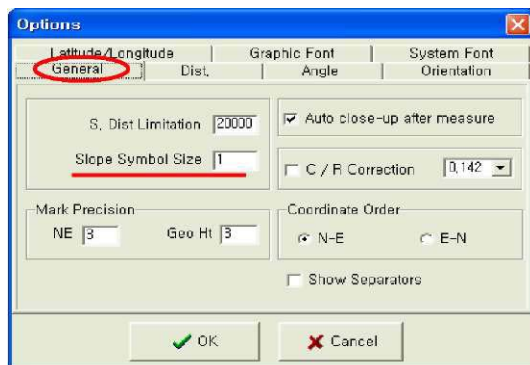 Options
Latitude/Longitude Graphic Font System Font
General Dist. Angle Orientation
S. Dist Limitation 20000
Slope Symbol Size 1
Auto close-up after measure
C / R Correction 0.142
Mark Precision
NE 3 Geo Ht 3
Coordinate Order
N-E E-N
Show Separators
OK Cancel